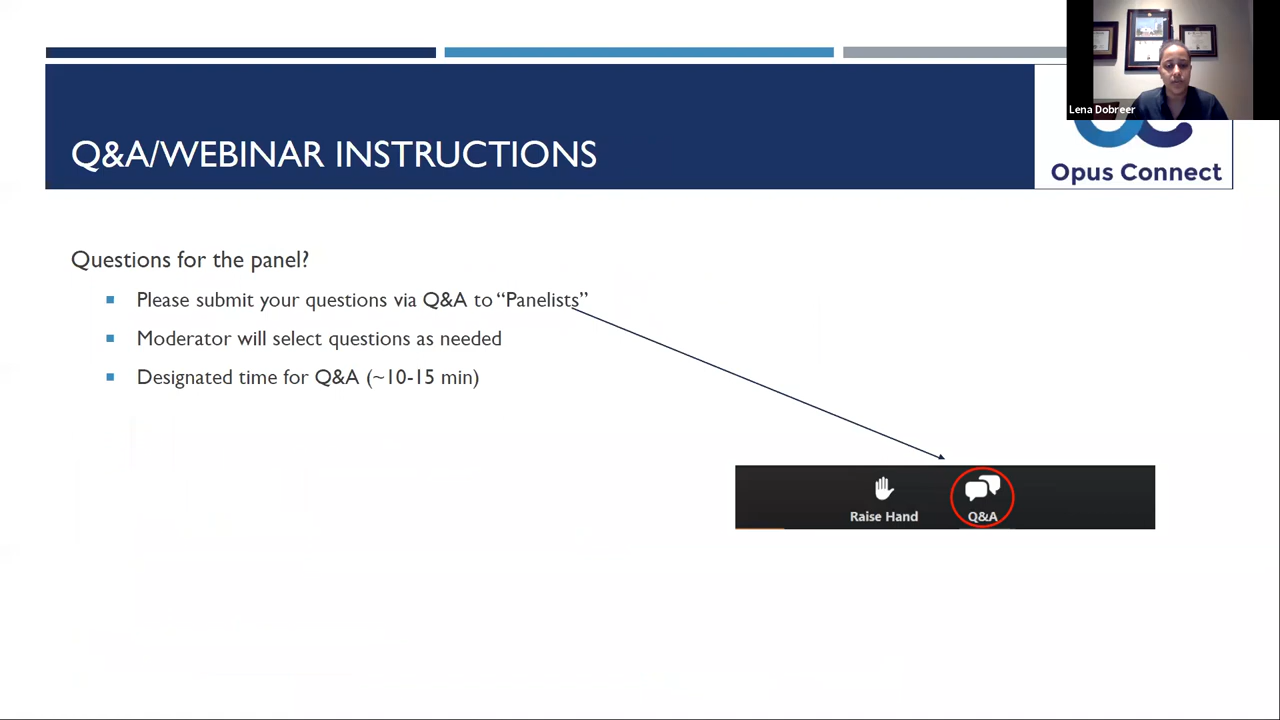 Lena Dobreer
Q&A/WEBINAR INSTRUCTIONS
Opus Connect
Questions for the panel?
Please submit your questions via Q&A to “Panelists”
Moderator will select questions as needed
Designated time for Q&A (~10-15 min)
Raise Hand
Q&A